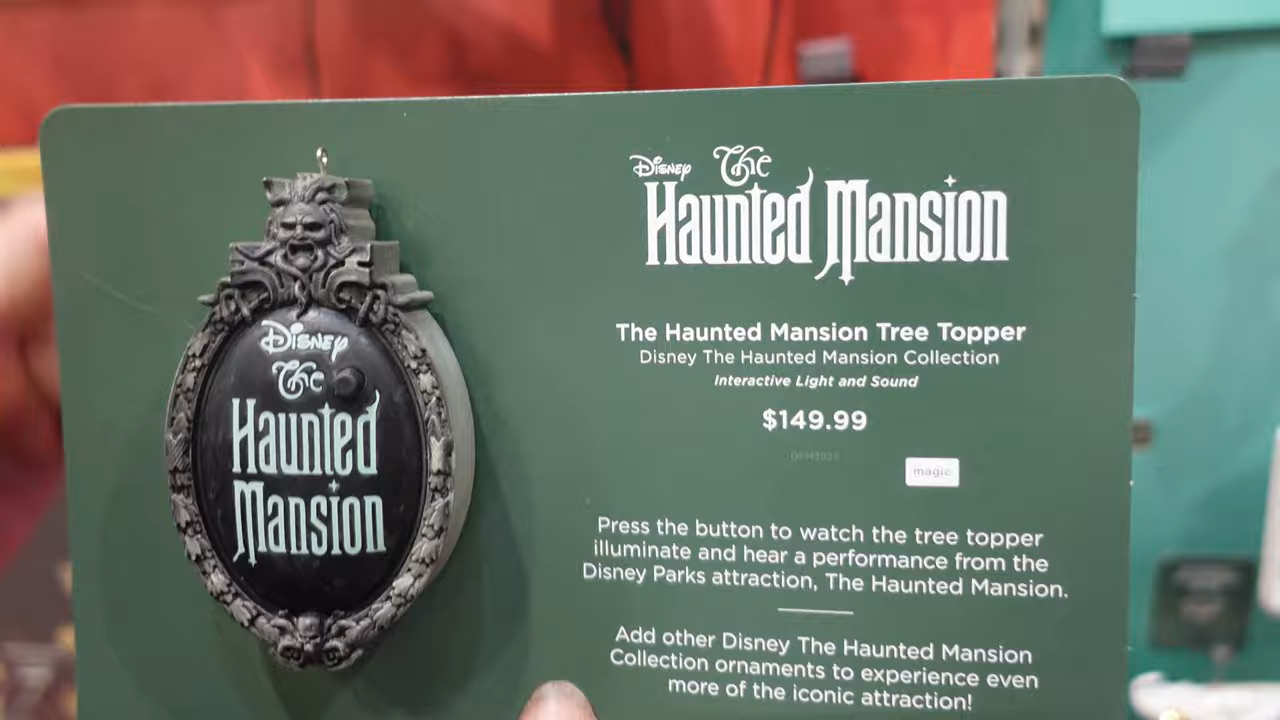 Disney
The
Haunted
Mansion
Disney The
Haunted Mansion
The Haunted Mansion Tree Topper
Disney The Haunted Mansion Collection
Interactive Light and Sound
$149.99
magic
Press the button to watch the tree topper
illuminate and hear a performance from the
Disney Parks attraction, The Haunted Mansion.
Add other Disney The Haunted Mansion
Collection ornaments to experience even
more of the iconic attraction!